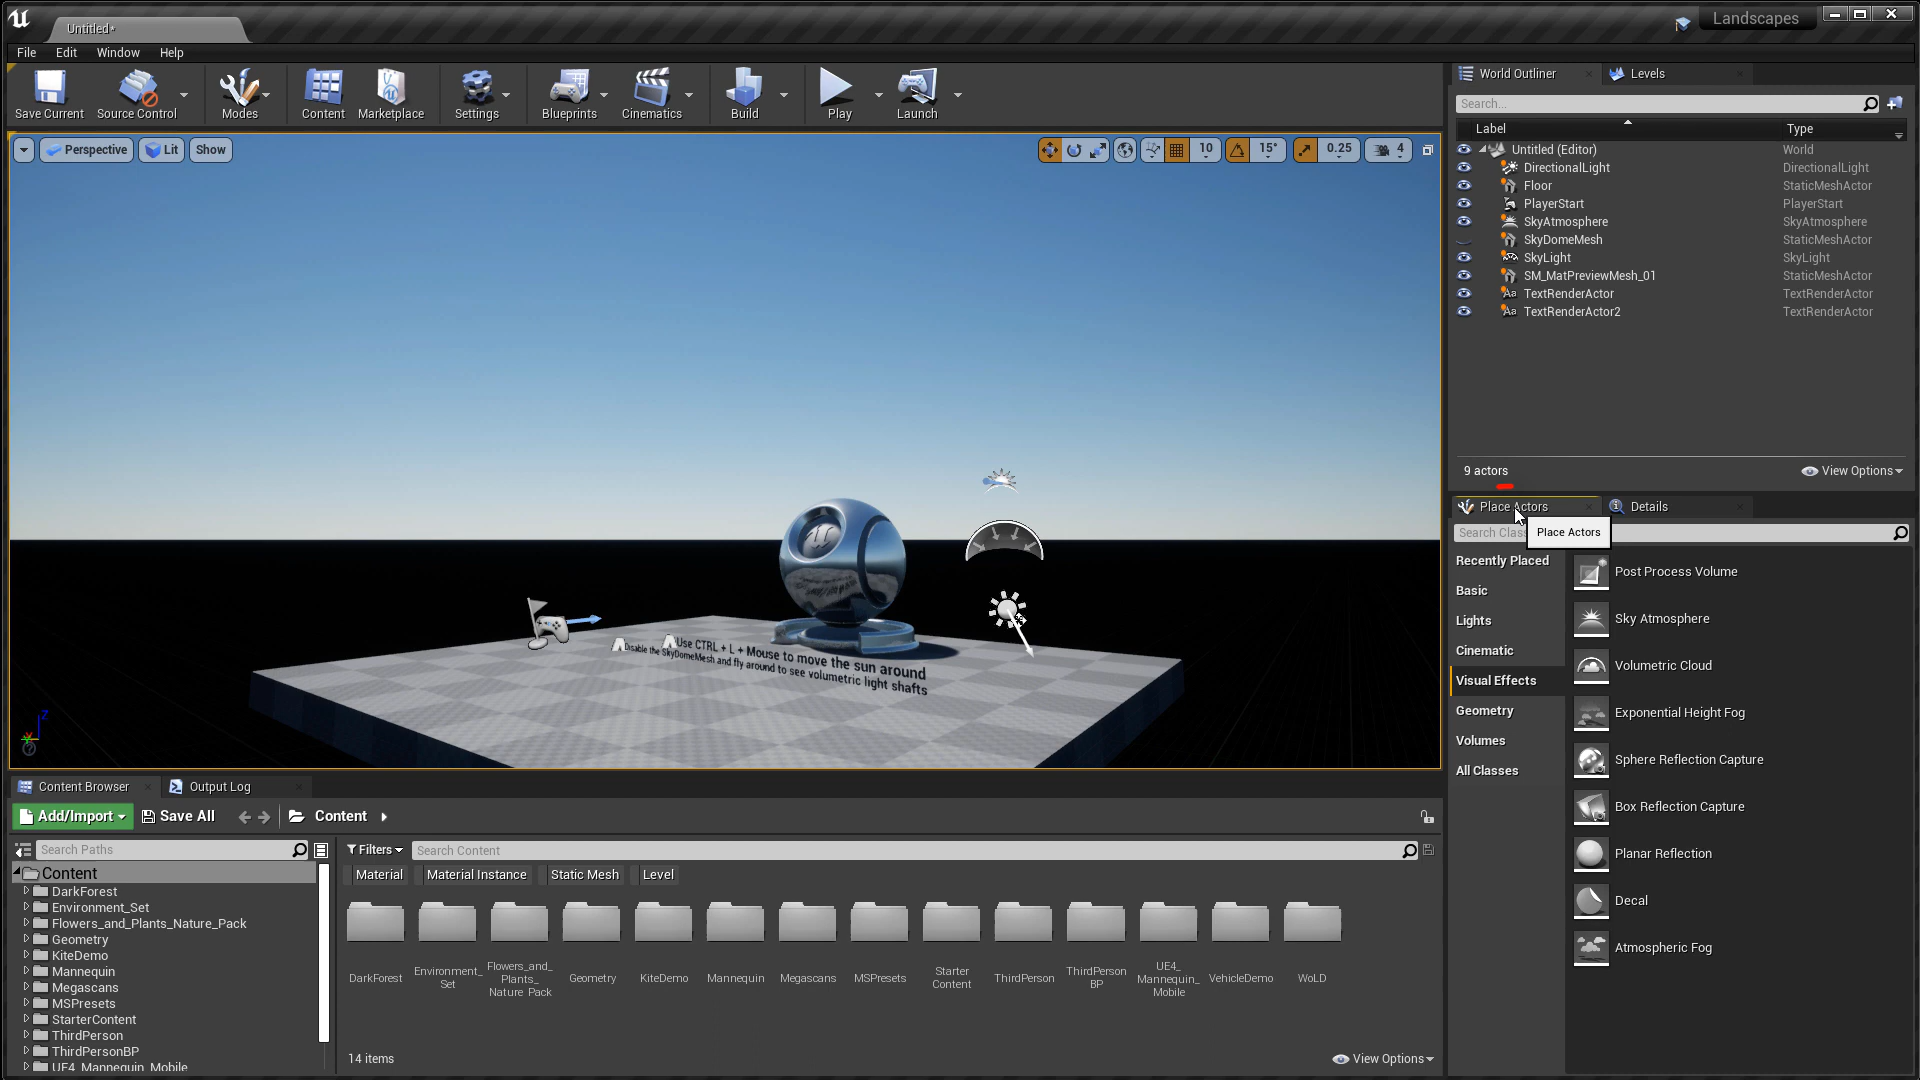 Untitled*
Landscapes
File Edit Window Help
Save Current Source Control Modes Content Marketplace Settings Blueprints Cinematics Build Play Launch
Perspective Lit Show
10 15° 0.25 4
Use CTRL + L + Mouse to move the sun around
Disable the SkyDomeMesh and fly around to see volumetric light shafts
Z
World Outliner Levels
Search...
Label Type
Untitled (Editor) World
DirectionalLight DirectionalLight
Floor StaticMeshActor
PlayerStart PlayerStart
SkyAtmosphere SkyAtmosphere
SkyDomeMesh StaticMeshActor
SkyLight SkyLight
SM_MatPreviewMesh_01 StaticMeshActor
TextRenderActor TextRenderActor
TextRenderActor2 TextRenderActor
9 actors View Options
Place Actors Details
Search Clas
Place Actors
Recently Placed
Basic
Lights
Cinematic
Visual Effects
Geometry
Volumes
All Classes
Post Process Volume
Sky Atmosphere
Volumetric Cloud
Exponential Height Fog
Sphere Reflection Capture
Box Reflection Capture
Planar Reflection
Decal
Atmospheric Fog
Content Browser Output Log
Add/Import Save All Content
Search Paths
Content
DarkForest
Environment_Set
Flowers_and_Plants_Nature_Pack
Geometry
KiteDemo
Mannequin
Megascans
MSPresets
StarterContent
ThirdPerson
ThirdPersonBP
UE4_Mannequin_Mobile
Filters Search Content
Material Material Instance Static Mesh Level
DarkForest
Environment_
Set
Flowers_and_
Plants_
Nature_Pack
Geometry
KiteDemo
Mannequin
Megascans
MSPresets
Starter
Content
ThirdPerson
ThirdPerson
BP
UE4_
Mannequin_
Mobile
VehicleDemo
WoLD
14 items View Options